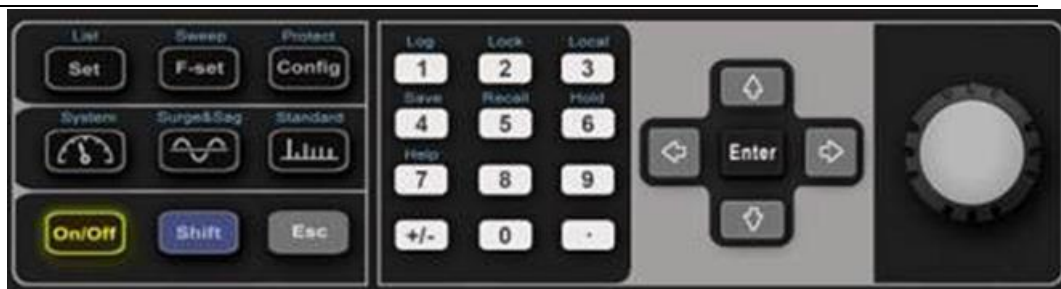 List Sweep Protect
Set F-set Config
System Surge&Sag Standard
On/Off Shift Esc
Log Lock Local
1 2 3
Save Recall Hold
4 5 6
Help
7 8 9
+/- 0 .
Enter